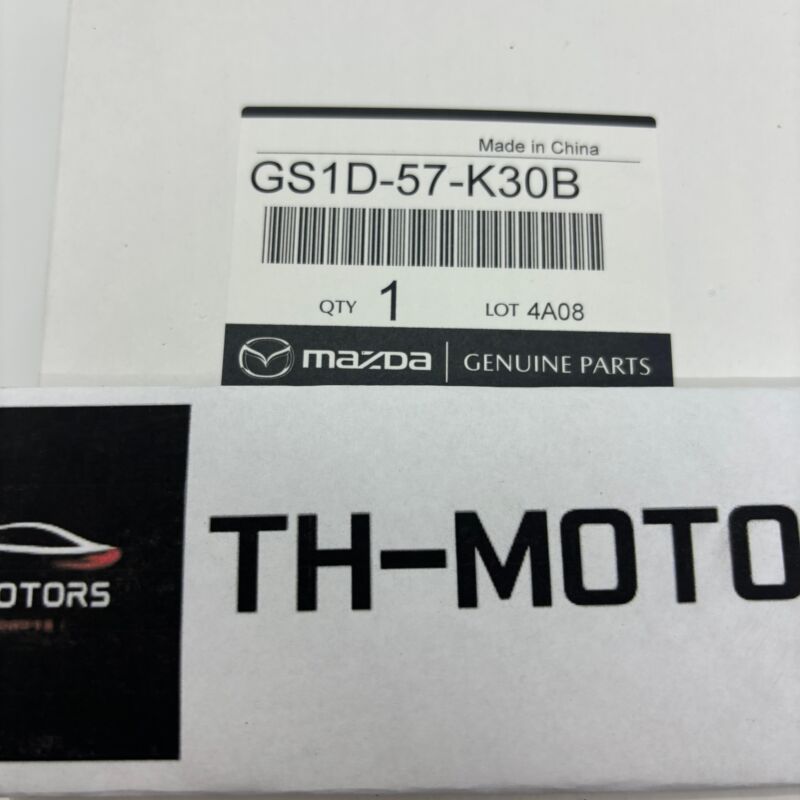 Made in China
GS1D-57-K30B
QTY 1 LOT 4A08
mazda GENUINE PARTS
OTORS
TH-MOTO